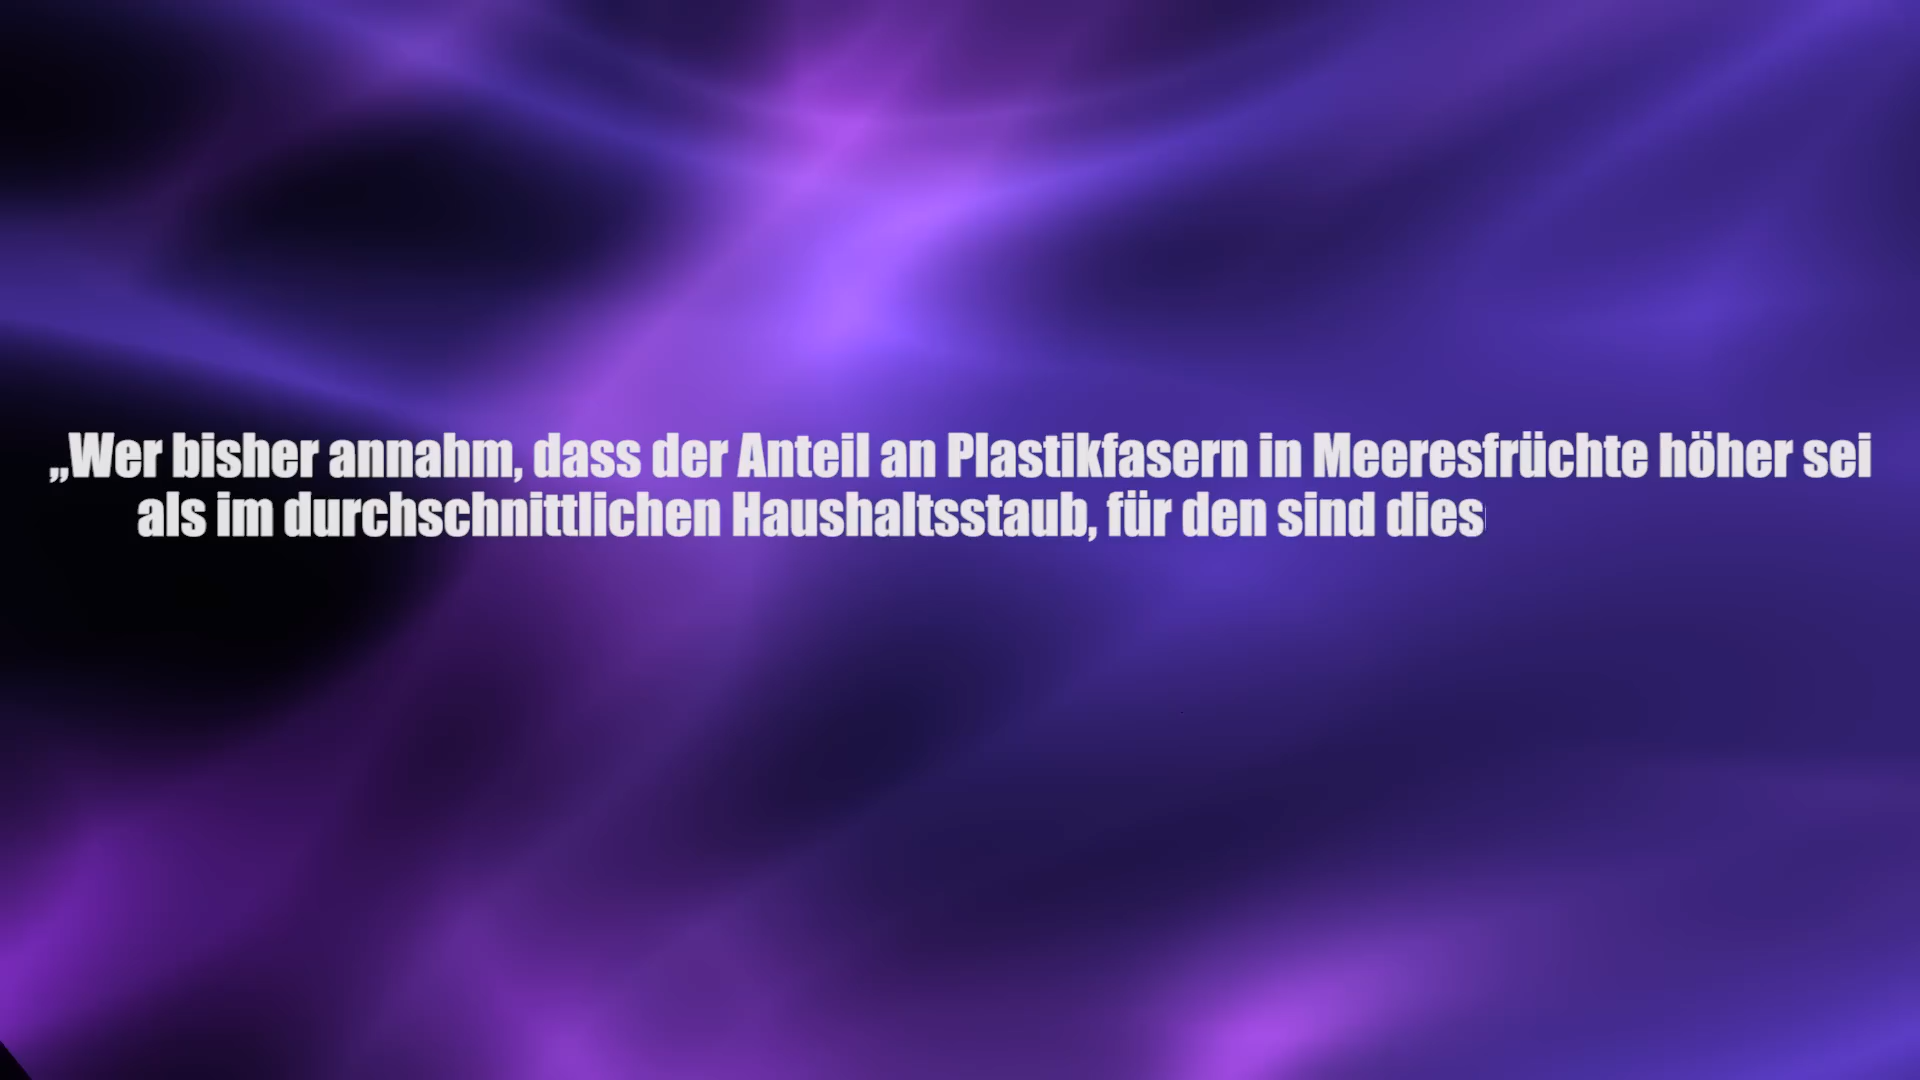 „Wer bisher annahm, dass der Anteil an Plastikfasern in Meeresfrüchte höher sei
als im durchschnittlichen Haushaltsstaub, für den sind dies